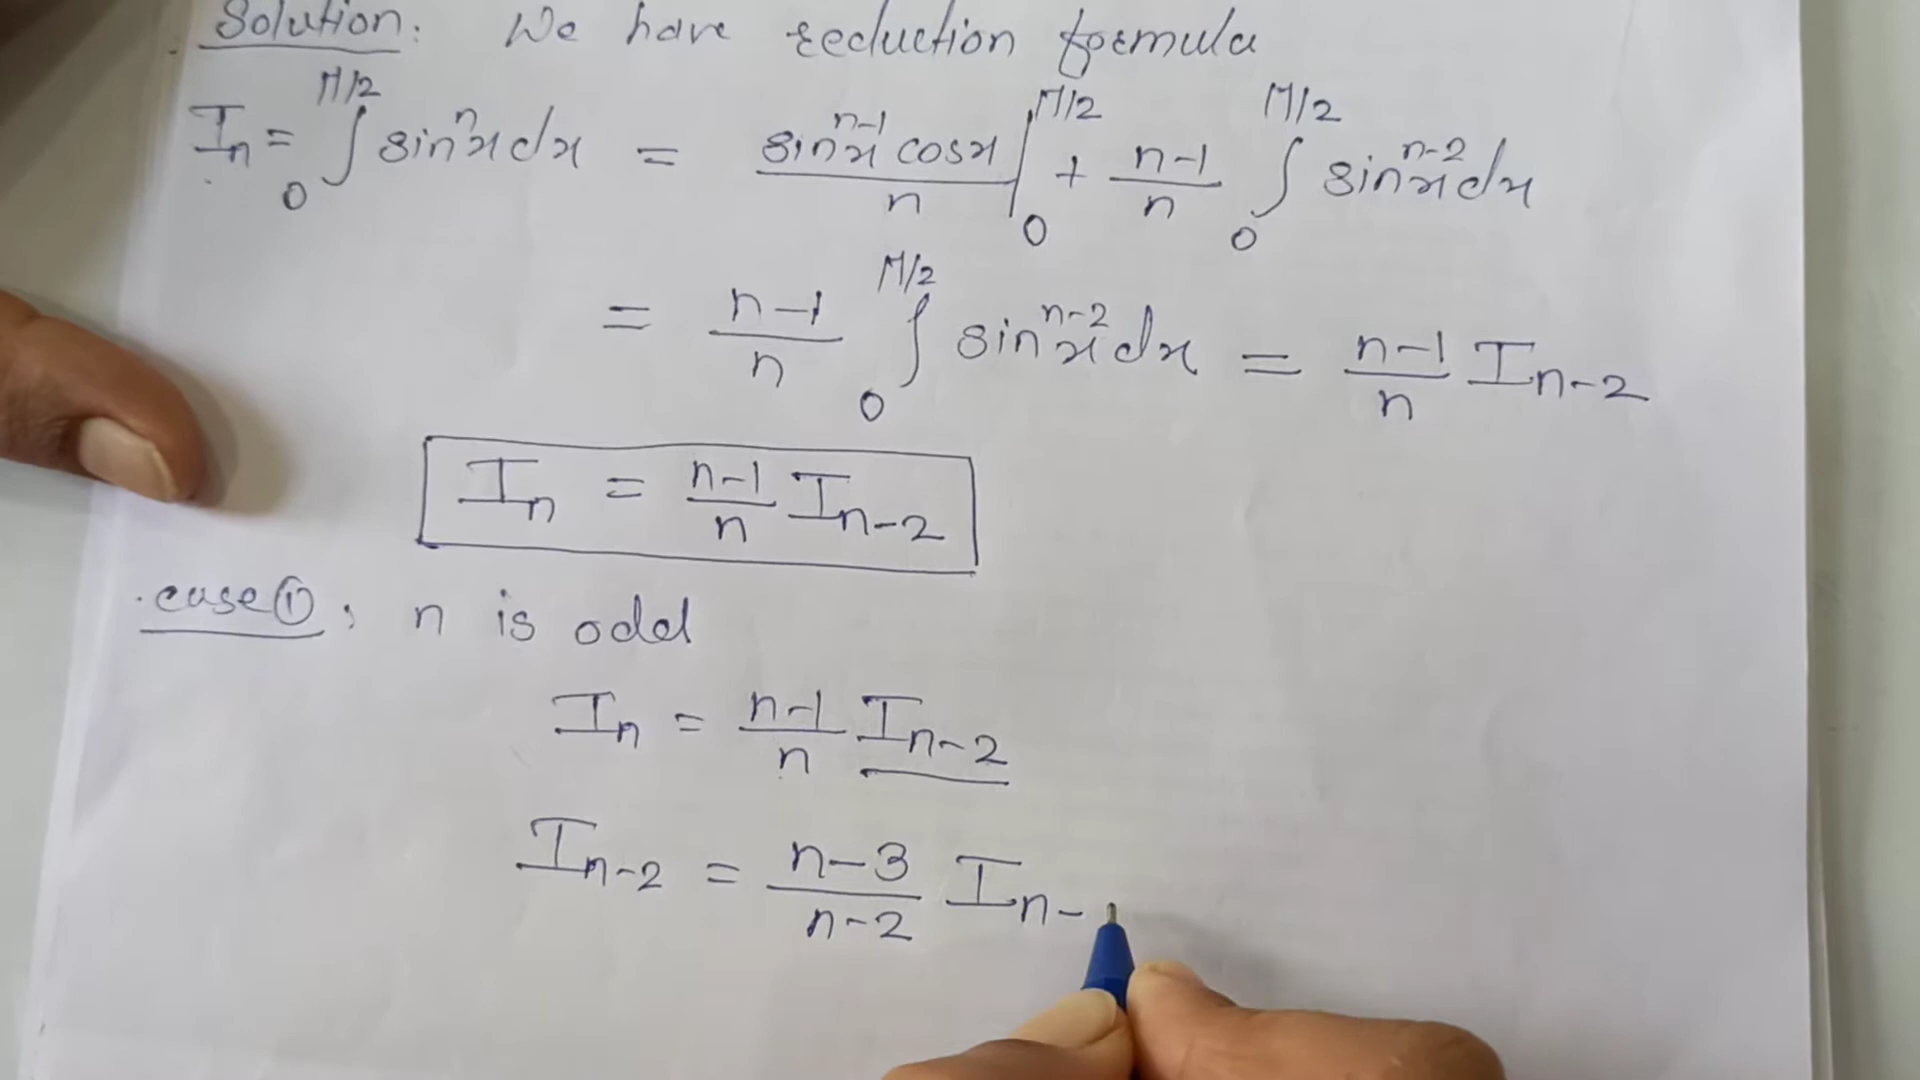 Solution: We have reduction formula
Iₙ = ∫₀^(π/2) sinⁿx dx = sinⁿ⁻¹x cosx / n |₀^(π/2) + (n-1)/n ∫₀^(π/2) sinⁿ⁻²x dx
= (n-1)/n ∫₀^(π/2) sinⁿ⁻²x dx = (n-1)/n Iₙ₋₂
Iₙ = (n-1)/n Iₙ₋₂
case ①: n is odd
Iₙ = (n-1)/n Iₙ₋₂
Iₙ₋₂ = (n-3)/(n-2) Iₙ₋